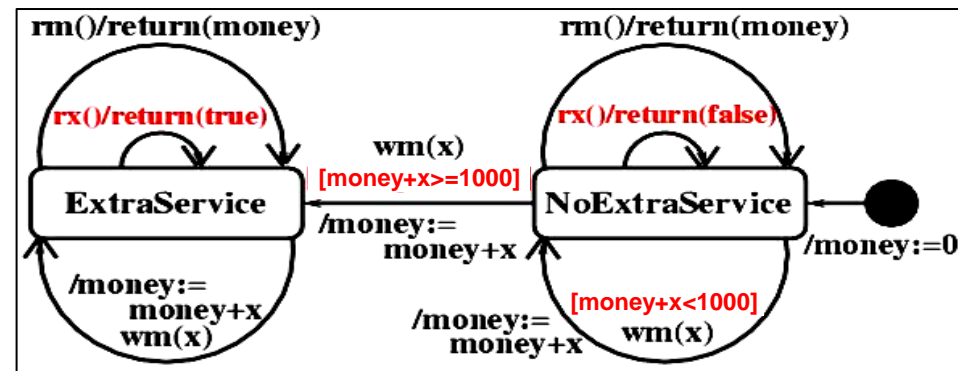 rm()/return(money)
rx()/return(true)
ExtraService
/money:=
money+x
wm(x)
wm(x)
[money+x>=1000]
/money:=
money+x
rm()/return(money)
rx()/return(false)
NoExtraService
/money:=0
[money+x<1000]
wm(x)
/money:=
money+x